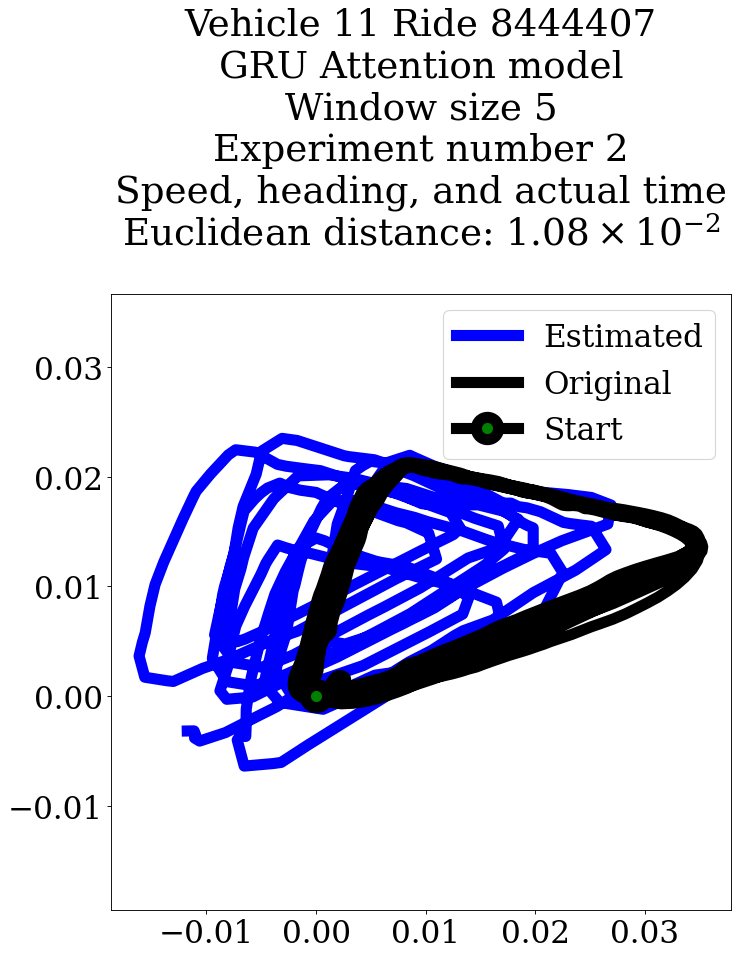 Vehicle 11 Ride 8444407
GRU Attention model
Window size 5
Experiment number 2
Speed, heading, and actual time
Euclidean distance: 1.08 × 10⁻²
Estimated
Original
Start
0.03
0.02
0.01
0.00
−0.01
−0.01 0.00 0.01 0.02 0.03